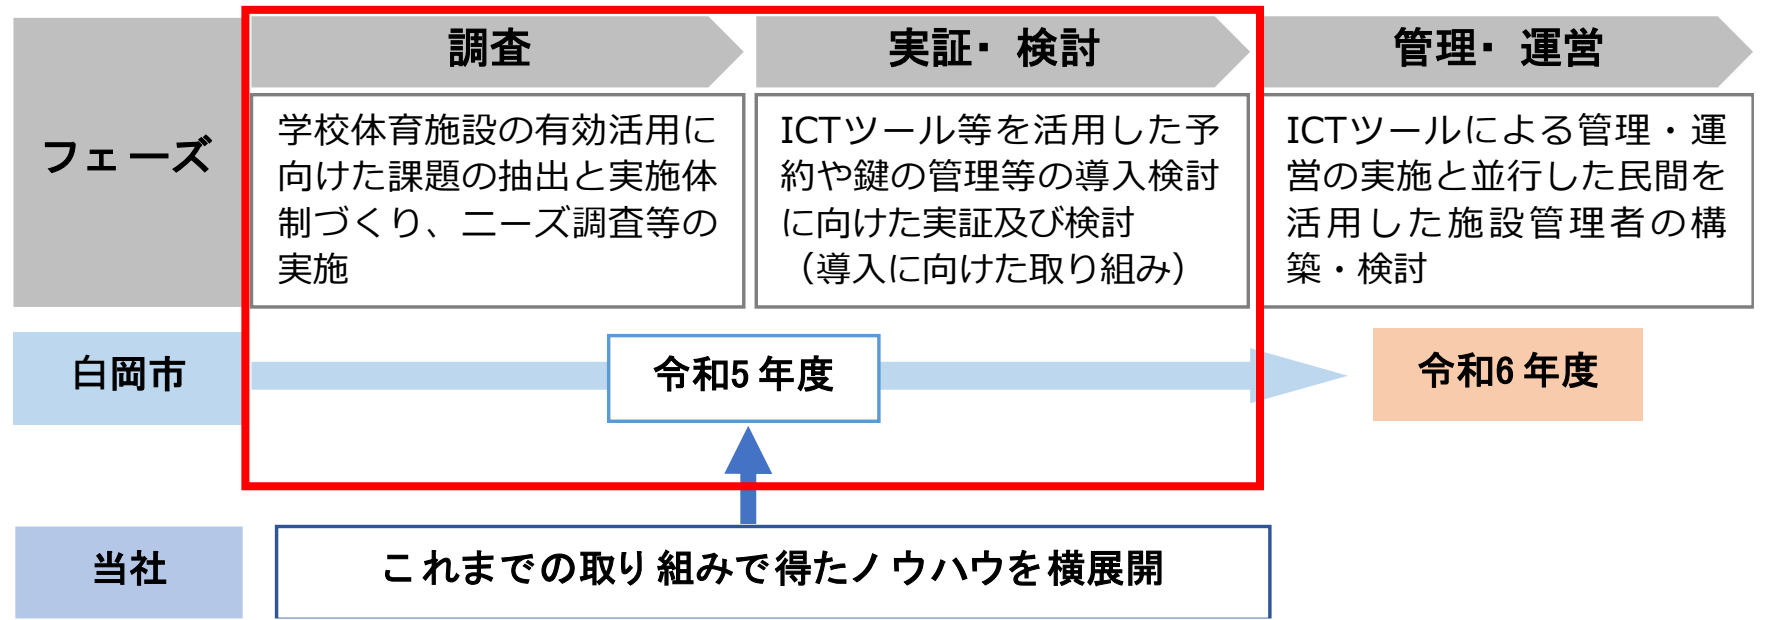 調査
実証・検討
管理・運営
フェーズ
学校体育施設の有効活用に
向けた課題の抽出と実施体
制づくり、ニーズ調査等の
実施
ICTツール等を活用した予
約や鍵の管理等の導入検討
に向けた実証及び検討
（導入に向けた取り組み）
ICTツールによる管理・運
営の実施と並行した民間を
活用した施設管理者の構
築・検討
白岡市
令和5年度
令和6年度
当社
これまでの取り組みで得たノウハウを横展開